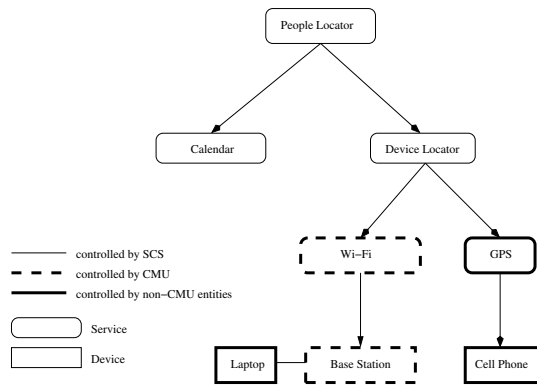 People Locator
Calendar
Device Locator
Wi−Fi
GPS
controlled by SCS
controlled by CMU
controlled by non−CMU entities
Service
Device
Laptop
Base Station
Cell Phone